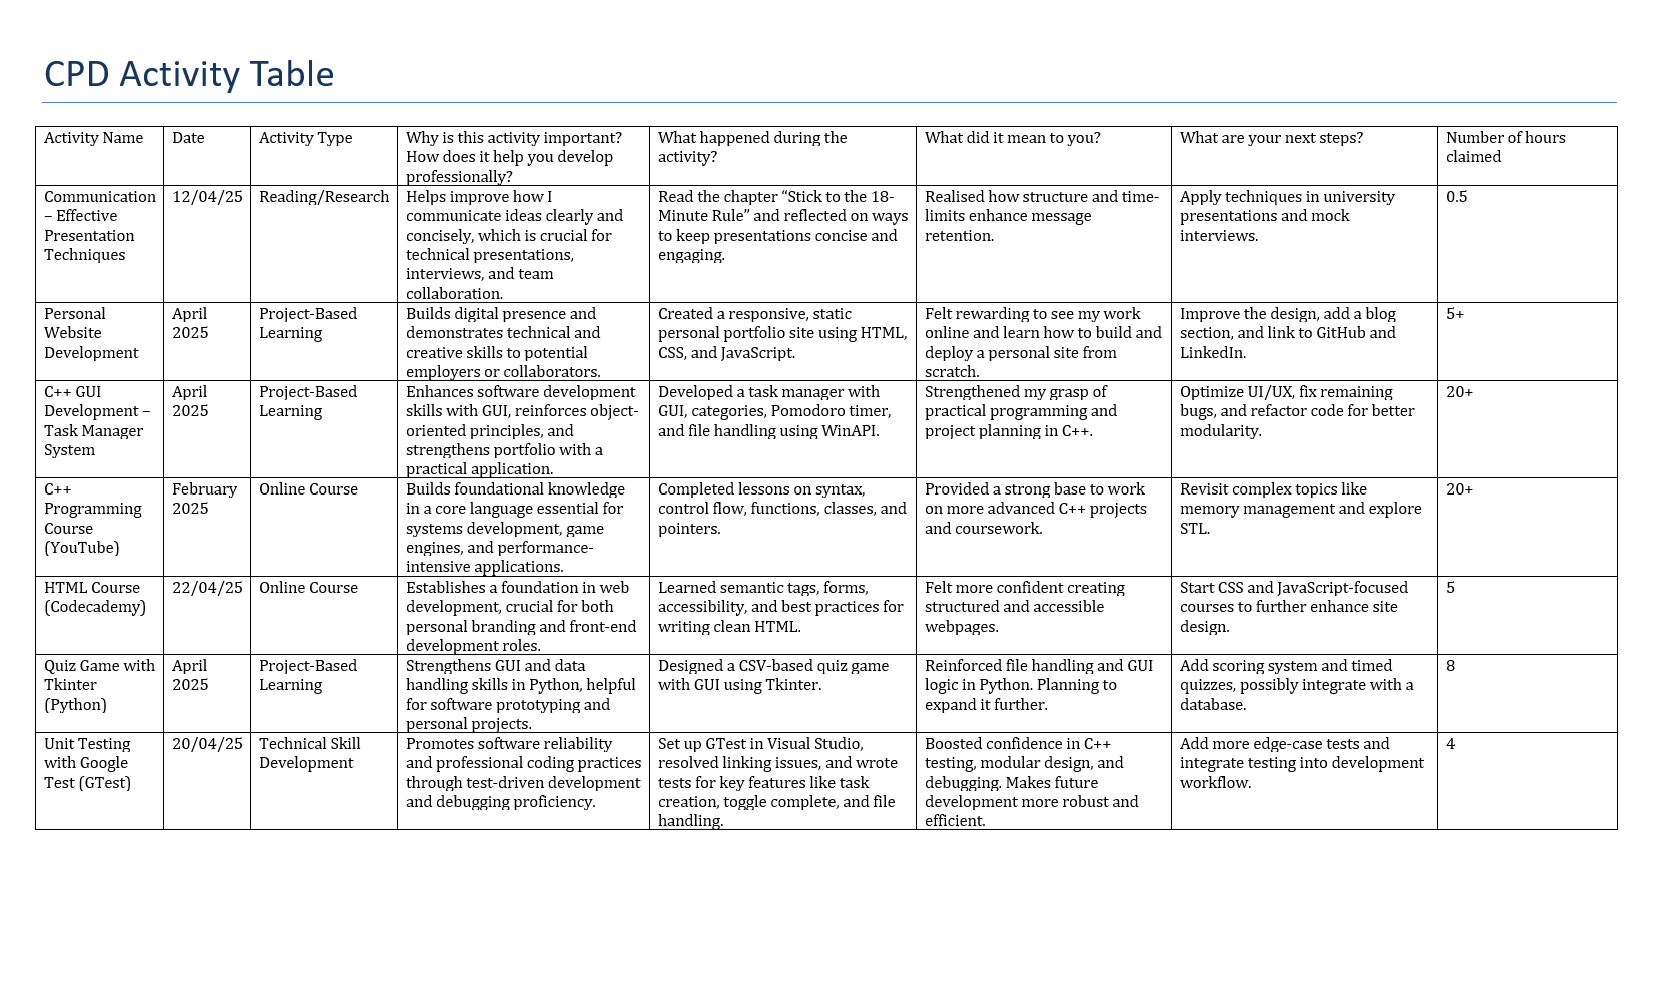 CPD Activity Table
Activity Name
Date
Activity Type
Why is this activity important?
How does it help you develop
professionally?
What happened during the
activity?
What did it mean to you?
What are your next steps?
Number of hours
claimed
Communication
– Effective
Presentation
Techniques
12/04/25
Reading/Research
Helps improve how I
communicate ideas clearly and
concisely, which is crucial for
technical presentations,
interviews, and team
collaboration.
Read the chapter “Stick to the 18-
Minute Rule” and reflected on ways
to keep presentations concise and
engaging.
Realised how structure and time-
limits enhance message
retention.
Apply techniques in university
presentations and mock
interviews.
0.5
Personal
Website
Development
April
2025
Project-Based
Learning
Builds digital presence and
demonstrates technical and
creative skills to potential
employers or collaborators.
Created a responsive, static
personal portfolio site using HTML,
CSS, and JavaScript.
Felt rewarding to see my work
online and learn how to build and
deploy a personal site from
scratch.
Improve the design, add a blog
section, and link to GitHub and
LinkedIn.
5+
C++ GUI
Development –
Task Manager
System
April
2025
Project-Based
Learning
Enhances software development
skills with GUI, reinforces object-
oriented principles, and
strengthens portfolio with a
practical application.
Developed a task manager with
GUI, categories, Pomodoro timer,
and file handling using WinAPI.
Strengthened my grasp of
practical programming and
project planning in C++.
Optimize UI/UX, fix remaining
bugs, and refactor code for better
modularity.
20+
C++
Programming
Course
(YouTube)
February
2025
Online Course
Builds foundational knowledge
in a core language essential for
systems development, game
engines, and performance-
intensive applications.
Completed lessons on syntax,
control flow, functions, classes, and
pointers.
Provided a strong base to work
on more advanced C++ projects
and coursework.
Revisit complex topics like
memory management and explore
STL.
20+
HTML Course
(Codecademy)
22/04/25
Online Course
Establishes a foundation in web
development, crucial for both
personal branding and front-end
development roles.
Learned semantic tags, forms,
accessibility, and best practices for
writing clean HTML.
Felt more confident creating
structured and accessible
webpages.
Start CSS and JavaScript-focused
courses to further enhance site
design.
5
Quiz Game with
Tkinter
(Python)
April
2025
Project-Based
Learning
Strengthens GUI and data
handling skills in Python, helpful
for software prototyping and
personal projects.
Designed a CSV-based quiz game
with GUI using Tkinter.
Reinforced file handling and GUI
logic in Python. Planning to
expand it further.
Add scoring system and timed
quizzes, possibly integrate with a
database.
8
Unit Testing
with Google
Test (GTest)
20/04/25
Technical Skill
Development
Promotes software reliability
and professional coding practices
through test-driven development
and debugging proficiency.
Set up GTest in Visual Studio,
resolved linking issues, and wrote
tests for key features like task
creation, toggle complete, and file
handling.
Boosted confidence in C++
testing, modular design, and
debugging. Makes future
development more robust and
efficient.
Add more edge-case tests and
integrate testing into development
workflow.
4